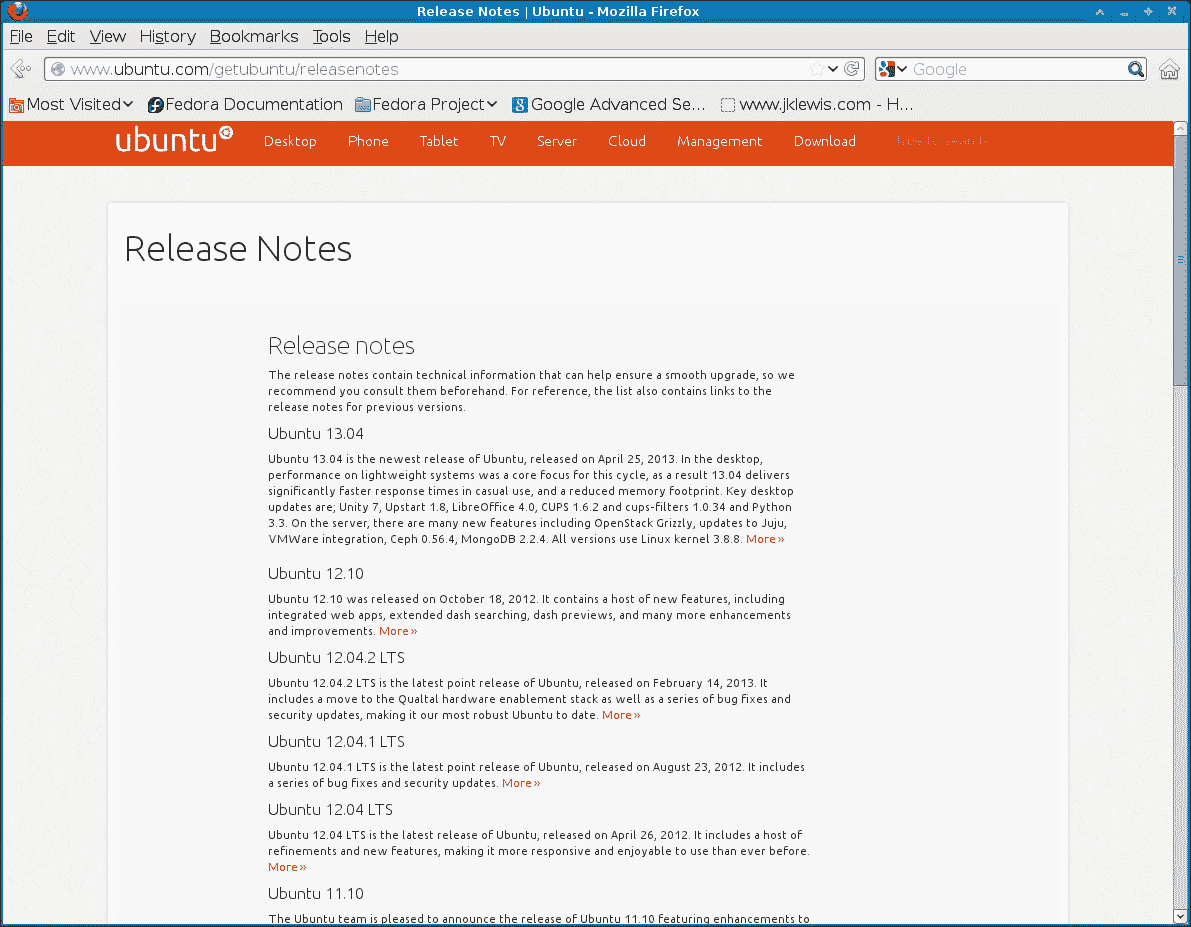 Release Notes | Ubuntu - Mozilla Firefox
File Edit View History Bookmarks Tools Help
www.ubuntu.com/getubuntu/releasenotes Google
Most Visited Fedora Documentation Fedora Project Google Advanced Se... www.jklewis.com - H...
ubuntu Desktop Phone Tablet TV Server Cloud Management Download
Release Notes
Release notes
The release notes contain technical information that can help ensure a smooth upgrade, so we
recommend you consult them beforehand. For reference, the list also contains links to the
release notes for previous versions.
Ubuntu 13.04
Ubuntu 13.04 is the newest release of Ubuntu, released on April 25, 2013. In the desktop,
performance on lightweight systems was a core focus for this cycle, as a result 13.04 delivers
significantly faster response times in casual use, and a reduced memory footprint. Key desktop
updates are; Unity 7, Upstart 1.8, LibreOffice 4.0, CUPS 1.6.2 and cups-filters 1.0.34 and Python
3.3. On the server, there are many new features including OpenStack Grizzly, updates to Juju,
VMWare integration, Ceph 0.56.4, MongoDB 2.2.4. All versions use Linux kernel 3.8.8. More »
Ubuntu 12.10
Ubuntu 12.10 was released on October 18, 2012. It contains a host of new features, including
integrated web apps, extended dash searching, dash previews, and many more enhancements
and improvements. More »
Ubuntu 12.04.2 LTS
Ubuntu 12.04.2 LTS is the latest point release of Ubuntu, released on February 14, 2013. It
includes a move to the Qualtal hardware enablement stack as well as a series of bug fixes and
security updates, making it our most robust Ubuntu to date. More »
Ubuntu 12.04.1 LTS
Ubuntu 12.04.1 LTS is the latest point release of Ubuntu, released on August 23, 2012. It includes
a series of bug fixes and security updates. More »
Ubuntu 12.04 LTS
Ubuntu 12.04 LTS is the latest release of Ubuntu, released on April 26, 2012. It includes a host of
refinements and new features, making it more responsive and enjoyable to use than ever before.
More »
Ubuntu 11.10
The Ubuntu team is pleased to announce the release of Ubuntu 11.10 featuring enhancements to